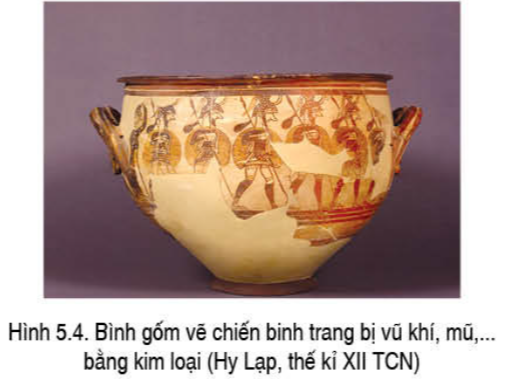 Hình 5.4. Bình gốm vẽ chiến binh trang bị vũ khí, mũ,...
bằng kim loại (Hy Lạp, thế kỉ XII TCN)